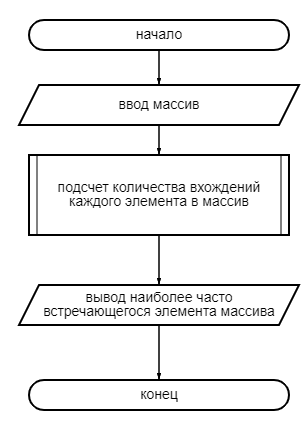 начало
ввод массив
подсчет количества вхождений
каждого элемента в массив
вывод наиболее часто
встречающегося элемента массива
конец